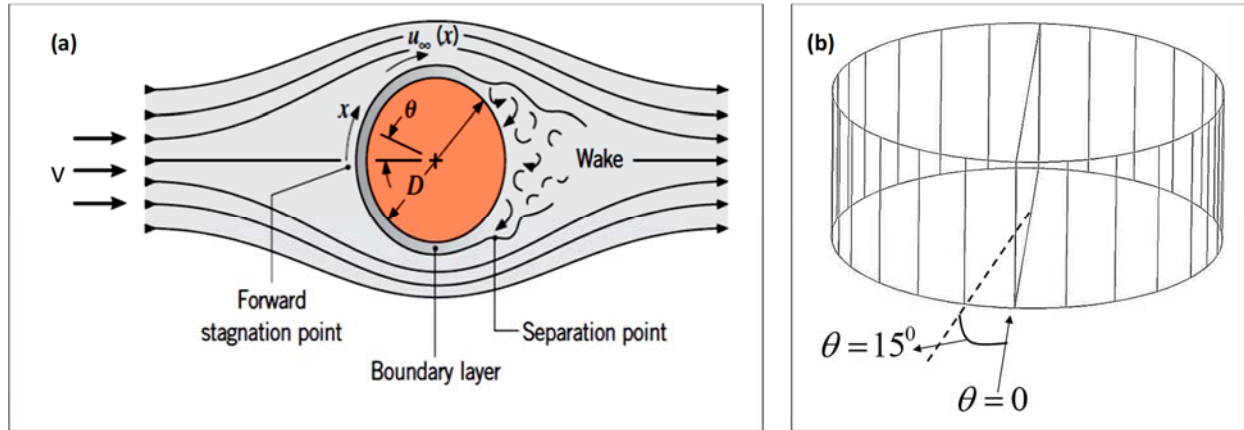 (a)
u∞(x)
x
θ
V
D
Wake
Forward
stagnation point
Separation point
Boundary layer
(b)
θ = 15⁰
θ = 0